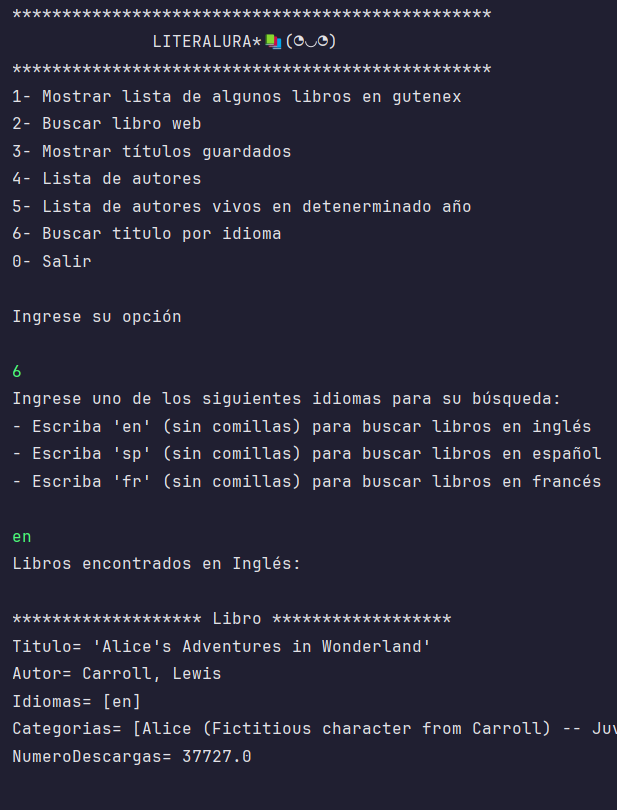 ************************************************
LITERALURA*📚(◔◡◔)
************************************************
1- Mostrar lista de algunos libros en gutenex
2- Buscar libro web
3- Mostrar títulos guardados
4- Lista de autores
5- Lista de autores vivos en detenerminado año
6- Buscar titulo por idioma
0- Salir
Ingrese su opción
6
Ingrese uno de los siguientes idiomas para su búsqueda:
- Escriba 'en' (sin comillas) para buscar libros en inglés
- Escriba 'sp' (sin comillas) para buscar libros en español
- Escriba 'fr' (sin comillas) para buscar libros en francés
en
Libros encontrados en Inglés:
******************* Libro ******************
Titulo= 'Alice's Adventures in Wonderland'
Autor= Carroll, Lewis
Idiomas= [en]
Categorias= [Alice (Fictitious character from Carroll) -- Juv
NumeroDescargas= 37727.0